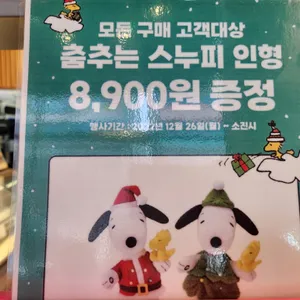 모든 구매 고객대상
춤추는 스누피 인형
8,900원 증정
행사기간 : 2022년 12월 26일(월) ~ 소진시